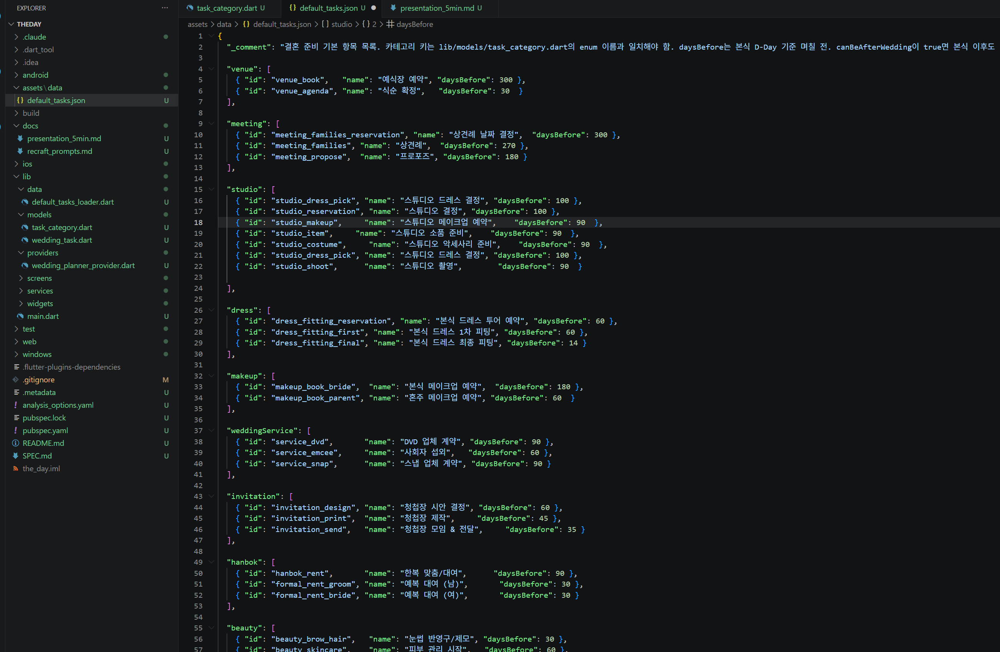 EXPLORER
THEDAY
.claude
.dart_tool
.idea
android
assets\data
default_tasks.json U
build
docs
presentation_5min.md U
recraft_prompts.md U
ios
lib
data
default_tasks_loader.dart U
models
task_category.dart U
wedding_task.dart U
providers
wedding_planner_provider.dart U
screens
services
widgets
main.dart U
test
web
windows
.flutter-plugins-dependencies
.gitignore M
.metadata U
analysis_options.yaml U
pubspec.lock U
pubspec.yaml U
README.md U
SPEC.md U
the_day.iml
task_category.dart U {} default_tasks.json U presentation_5min.md U
assets > data > {} default_tasks.json > [] studio > {} 2 > # daysBefore
1 {
2 "_comment": "결혼 준비 기본 항목 목록. 카테고리 키는 lib/models/task_category.dart의 enum 이름과 일치해야 함. daysBefore는 본식 D-Day 기준 며칠 전. canBeAfterWedding이 true면 본식 이후도
3
4 "venue": [
5 { "id": "venue_book", "name": "예식장 예약", "daysBefore": 300 },
6 { "id": "venue_agenda", "name": "식순 확정", "daysBefore": 30 }
7 ],
8
9 "meeting": [
10 { "id": "meeting_families_reservation", "name": "상견례 날짜 결정", "daysBefore": 300 },
11 { "id": "meeting_families", "name": "상견례", "daysBefore": 270 },
12 { "id": "meeting_propose", "name": "프로포즈", "daysBefore": 180 }
13 ],
14
15 "studio": [
16 { "id": "studio_dress_pick", "name": "스튜디오 드레스 결정", "daysBefore": 100 },
17 { "id": "studio_reservation", "name": "스튜디오 결정", "daysBefore": 100 },
18 { "id": "studio_makeup", "name": "스튜디오 메이크업 예약", "daysBefore": 90 },
19 { "id": "studio_item", "name": "스튜디오 소품 준비", "daysBefore": 90 },
20 { "id": "studio_costume", "name": "스튜디오 악세사리 준비", "daysBefore": 90 },
21 { "id": "studio_dress_pick", "name": "스튜디오 드레스 결정", "daysBefore": 100 },
22 { "id": "studio_shoot", "name": "스튜디오 촬영", "daysBefore": 90 }
23
24 ],
25
26 "dress": [
27 { "id": "dress_fitting_reservation", "name": "본식 드레스 투어 예약", "daysBefore": 60 },
28 { "id": "dress_fitting_first", "name": "본식 드레스 1차 피팅", "daysBefore": 60 },
29 { "id": "dress_fitting_final", "name": "본식 드레스 최종 피팅", "daysBefore": 14 }
30 ],
31
32 "makeup": [
33 { "id": "makeup_book_bride", "name": "본식 메이크업 예약", "daysBefore": 180 },
34 { "id": "makeup_book_parent", "name": "혼주 메이크업 예약", "daysBefore": 60 }
35 ],
36
37 "weddingService": [
38 { "id": "service_dvd", "name": "DVD 업체 계약", "daysBefore": 90 },
39 { "id": "service_emcee", "name": "사회자 섭외", "daysBefore": 60 },
40 { "id": "service_snap", "name": "스냅 업체 계약", "daysBefore": 90 }
41 ],
42
43 "invitation": [
44 { "id": "invitation_design", "name": "청첩장 시안 결정", "daysBefore": 60 },
45 { "id": "invitation_print", "name": "청첩장 제작", "daysBefore": 45 },
46 { "id": "invitation_send", "name": "청첩장 모임 & 전달", "daysBefore": 35 }
47 ],
48
49 "hanbok": [
50 { "id": "hanbok_rent", "name": "한복 맞춤/대여", "daysBefore": 90 },
51 { "id": "formal_rent_groom", "name": "예복 대여 (남)", "daysBefore": 30 },
52 { "id": "formal_rent_bride", "name": "예복 대여 (여)", "daysBefore": 30 }
53 ],
54
55 "beauty": [
56 { "id": "beauty_brow_hair", "name": "눈썹 반영구/제모", "daysBefore": 30 },
57 { "id": "beauty_skincare", "name": "피부 관리 시작", "daysBefore": 60 },